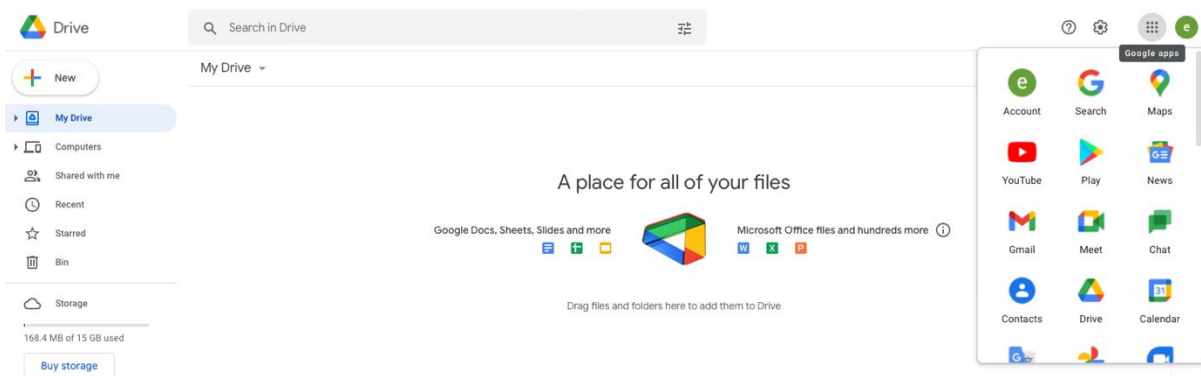 Drive
Search in Drive
Google apps
New
My Drive
My Drive
Computers
Shared with me
Recent
Starred
Bin
Storage
168.4 MB of 15 GB used
Buy storage
A place for all of your files
Google Docs, Sheets, Slides and more
Microsoft Office files and hundreds more
W X P
Drag files and folders here to add them to Drive
e
e
Account Search Maps
YouTube Play News
Gmail Meet Chat
31
Contacts Drive Calendar